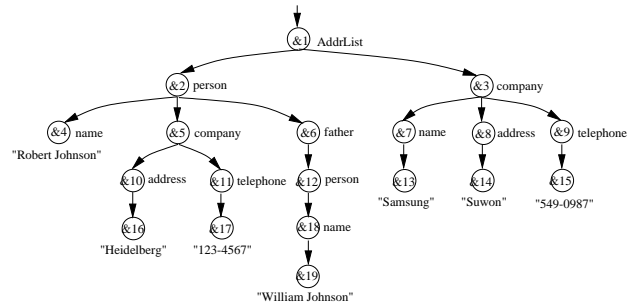 &1 AddrList
&2 person
&3 company
&4 name
&5 company
&6 father
&7 name
&8 address
&9 telephone
"Robert Johnson"
&10 address
&11 telephone
&12 person
&13
&14
&15
"Samsung"
"Suwon"
"549-0987"
&16
&17
&18 name
"Heidelberg"
"123-4567"
&19
"William Johnson"